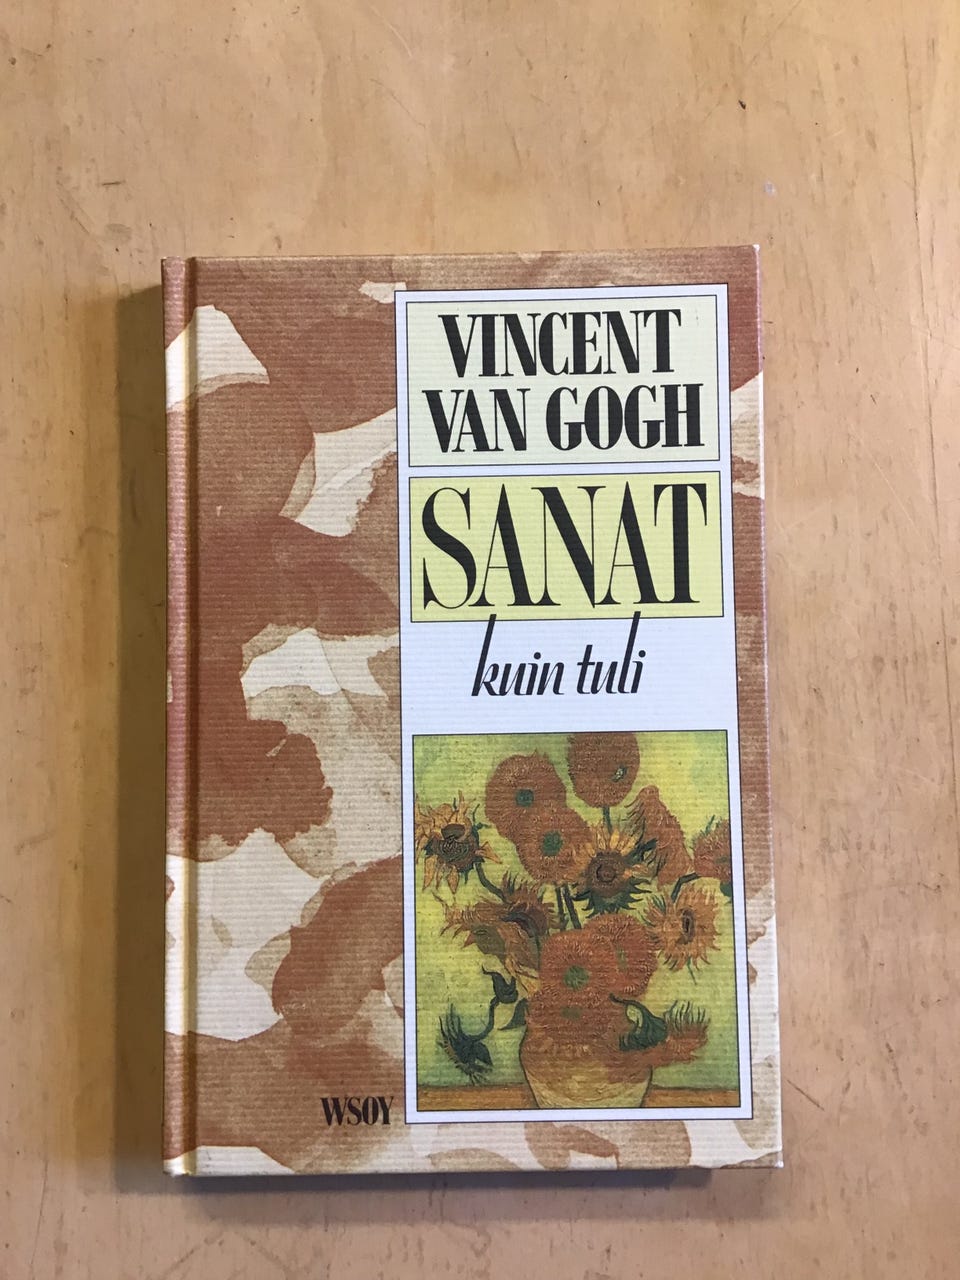 VINCENT
VAN GOGH
SANAT
kuin tuli
WSOY